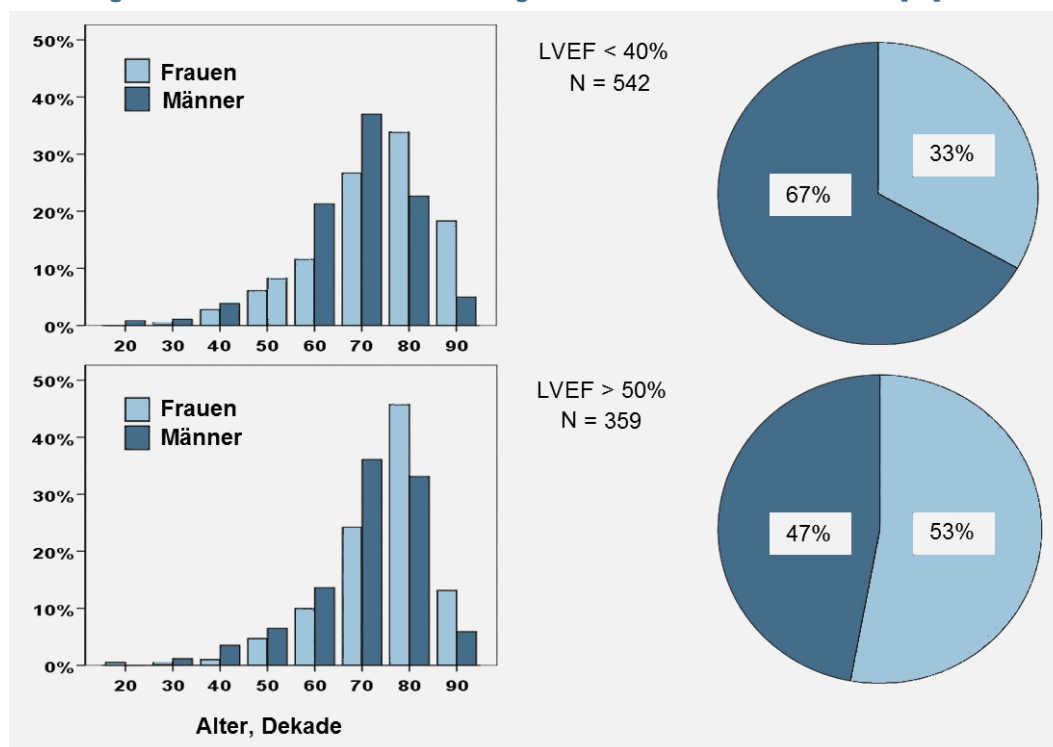 50%
Frauen
Männer
40%
30%
20%
10%
0%
20 30 40 50 60 70 80 90
LVEF < 40%
N = 542
33%
67%
50%
Frauen
Männer
40%
30%
20%
10%
0%
20 30 40 50 60 70 80 90
Alter, Dekade
LVEF > 50%
N = 359
47%
53%